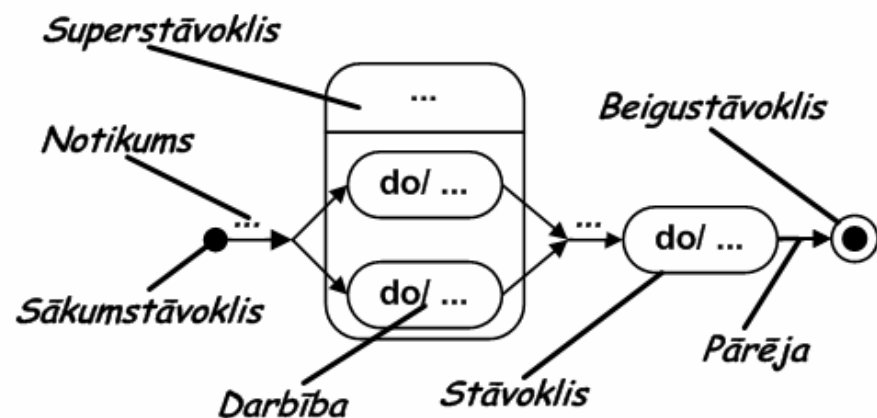 Superstāvoklis
...
Beigustāvoklis
Notikums
...
do/ ...
...
do/ ...
do/ ...
Sākumstāvoklis
Pārēja
Darbība
Stāvoklis